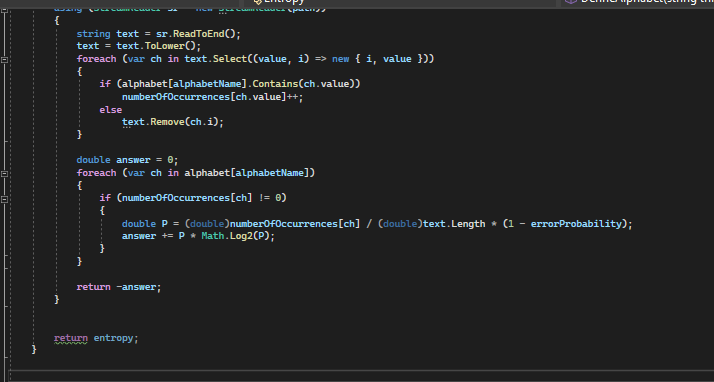 Entropy
DefineAlphabet(string
using (StreamReader sr = new StreamReader(path))
{
string text = sr.ReadToEnd();
text = text.ToLower();
foreach (var ch in text.Select((value, i) => new { i, value }))
{
if (alphabet[alphabetName].Contains(ch.value))
numberOfOccurrences[ch.value]++;
else
text.Remove(ch.i);
}
double answer = 0;
foreach (var ch in alphabet[alphabetName])
{
if (numberOfOccurrences[ch] != 0)
{
double P = (double)numberOfOccurrences[ch] / (double)text.Length * (1 - errorProbability);
answer += P * Math.Log2(P);
}
}
return -answer;
}
return entropy;
}